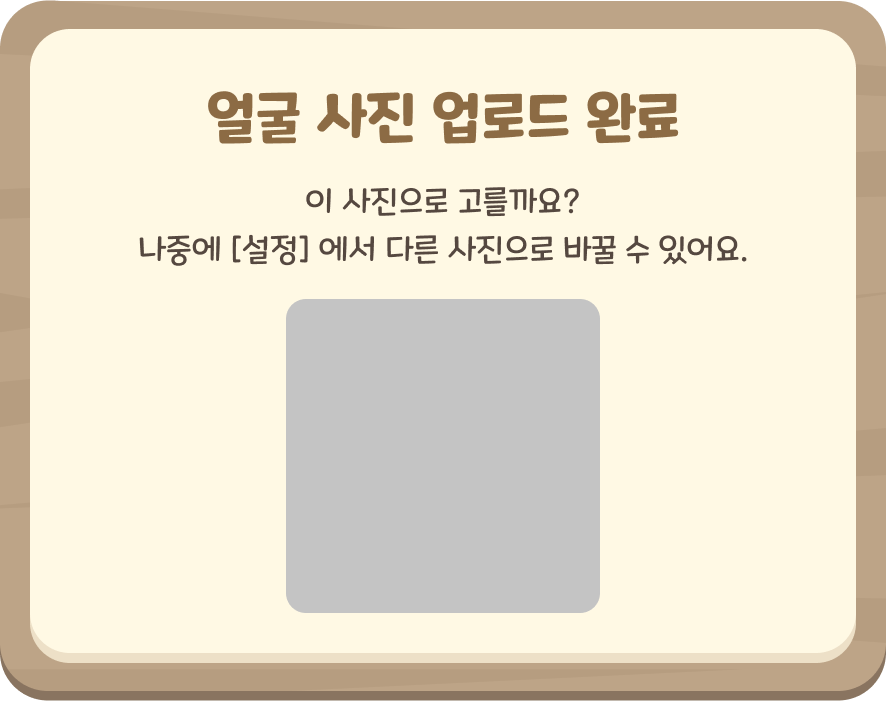 얼굴 사진 업로드 완료
이 사진으로 고를까요?
나중에 [설정] 에서 다른 사진으로 바꿀 수 있어요.